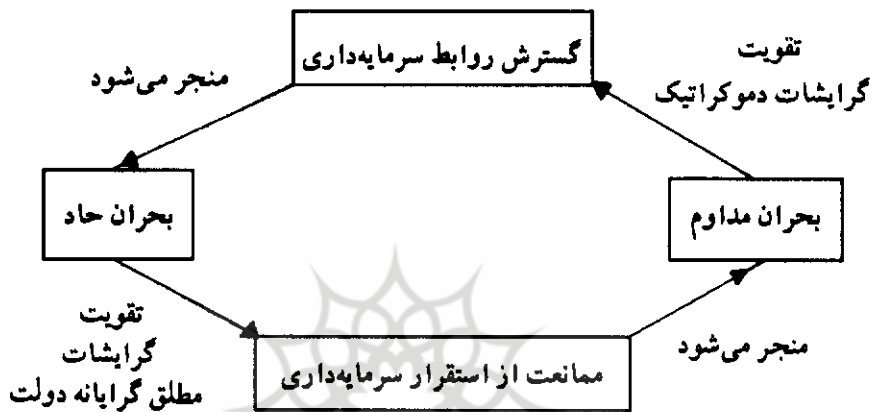 گسترش روابط سرمایه‌داری
تقویت
گرایشات دموکراتیک
منجر می‌شود
بحران مداوم
بحران حاد
تقویت
گرایشات
مطلق گرایانه دولت
ممانعت از استقرار سرمایه‌داری
منجر می‌شود